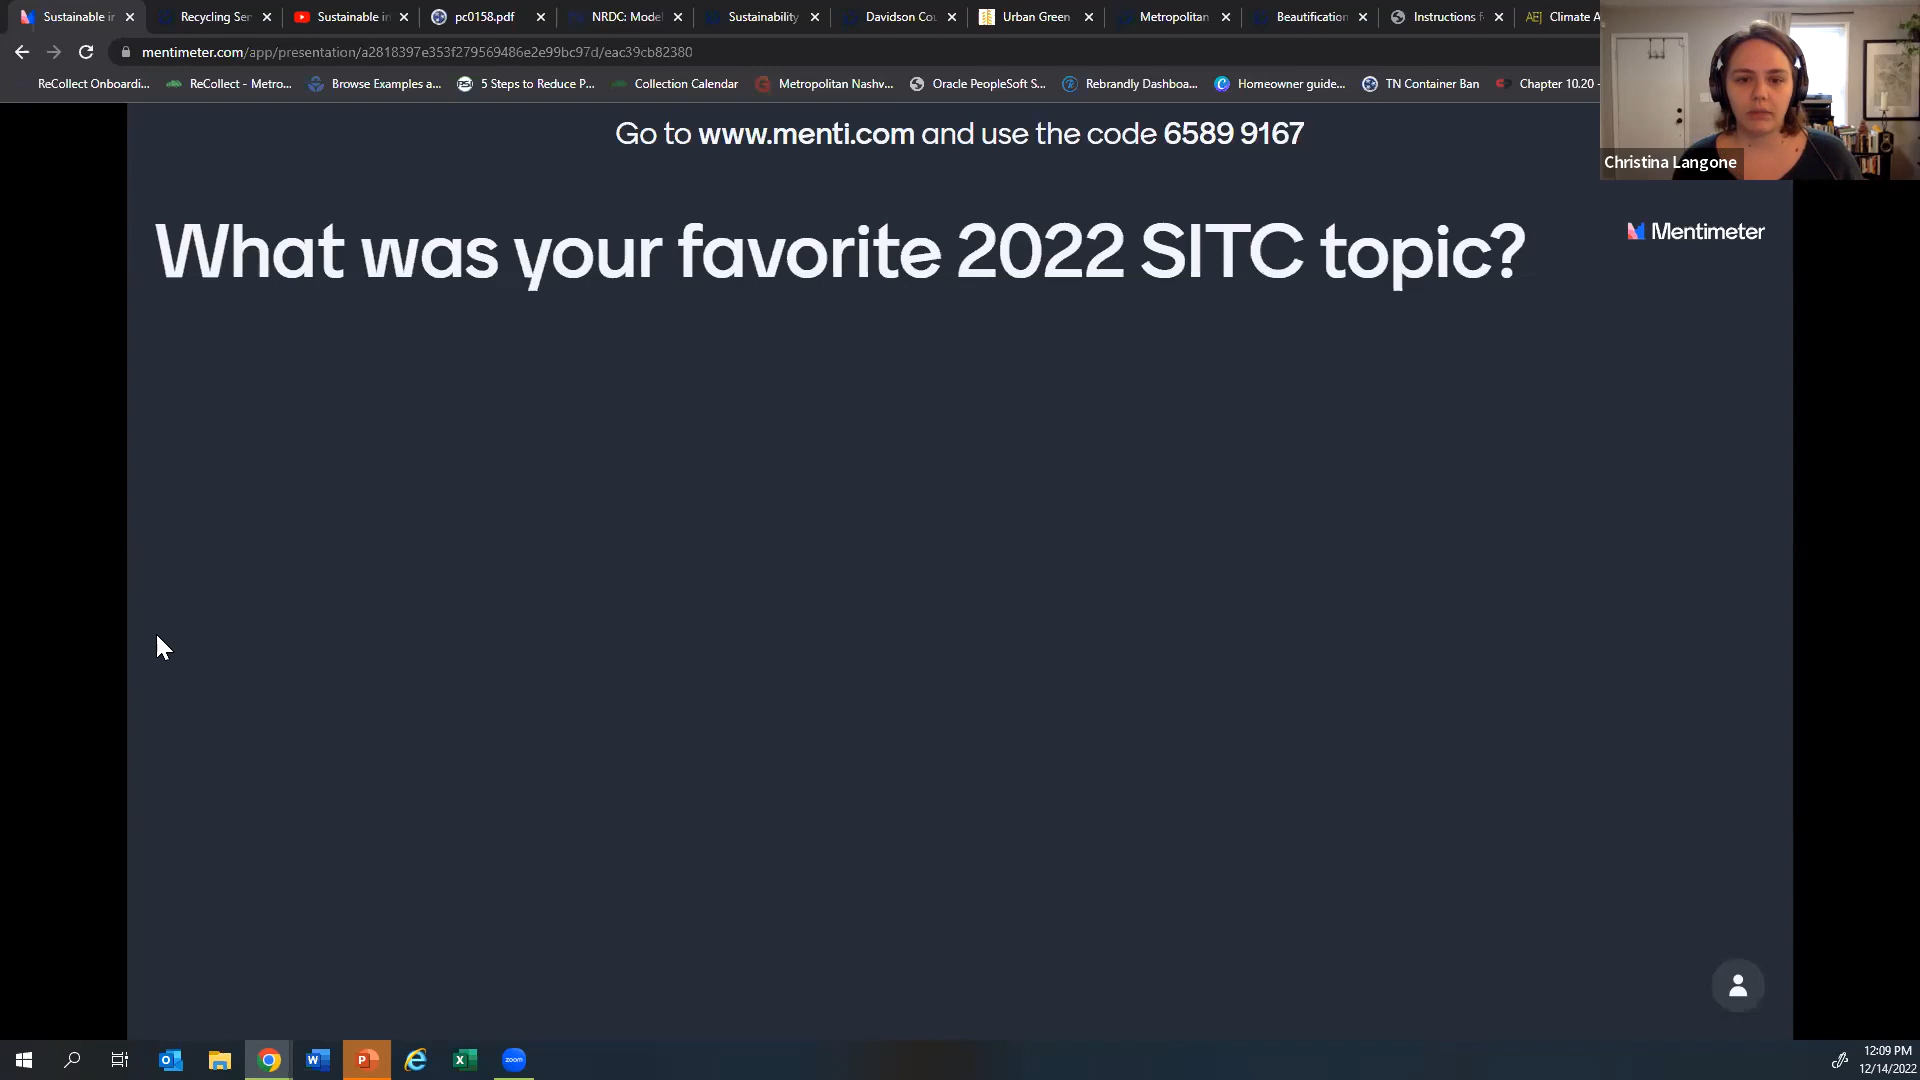 Sustainable ir
Recycling Ser
Sustainable in
pc0158.pdf
NRDC: Model
Sustainability
Davidson Cou
Urban Green
Metropolitan
Beautification
Instructions f
Climate A
mentimeter.com/app/presentation/a2818397e353f279569486e2e99bc97d/eac39cb82380
ReCollect Onboardi...
ReCollect - Metro...
Browse Examples a...
5 Steps to Reduce P...
Collection Calendar
Metropolitan Nashv...
Oracle PeopleSoft S...
Rebrandly Dashboa...
Homeowner guide...
TN Container Ban
Chapter 10.20 -
Christina Langone
Go to www.menti.com and use the code 6589 9167
What was your favorite 2022 SITC topic?
Mentimeter
zoom
12:09 PM
12/14/2022